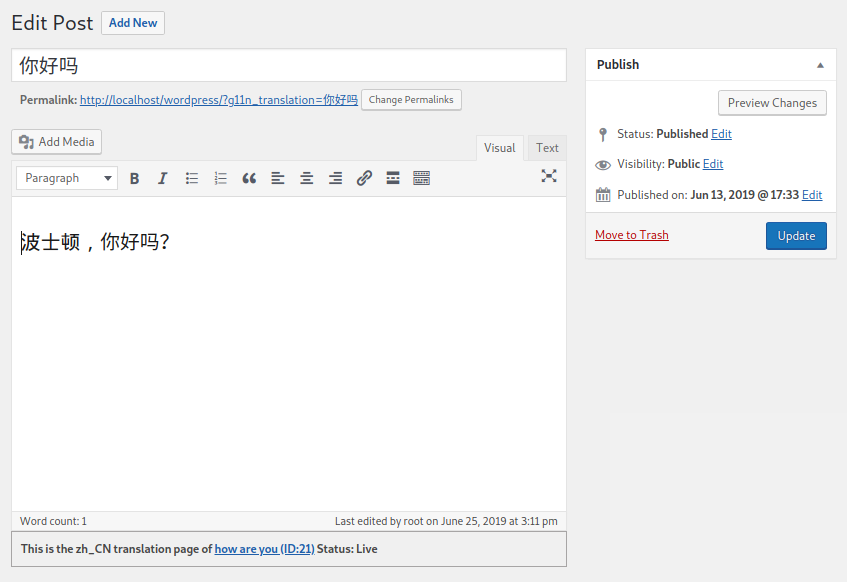 Edit Post Add New
你好吗
Permalink: http://localhost/wordpress/?g11n_translation=你好吗 Change Permalinks
Add Media
Visual Text
Paragraph B I
波士顿，你好吗？
Word count: 1 Last edited by root on June 25, 2019 at 3:11 pm
This is the zh_CN translation page of how are you (ID:21) Status: Live
Publish
Preview Changes
Status: Published Edit
Visibility: Public Edit
Published on: Jun 13, 2019 @ 17:33 Edit
Move to Trash Update